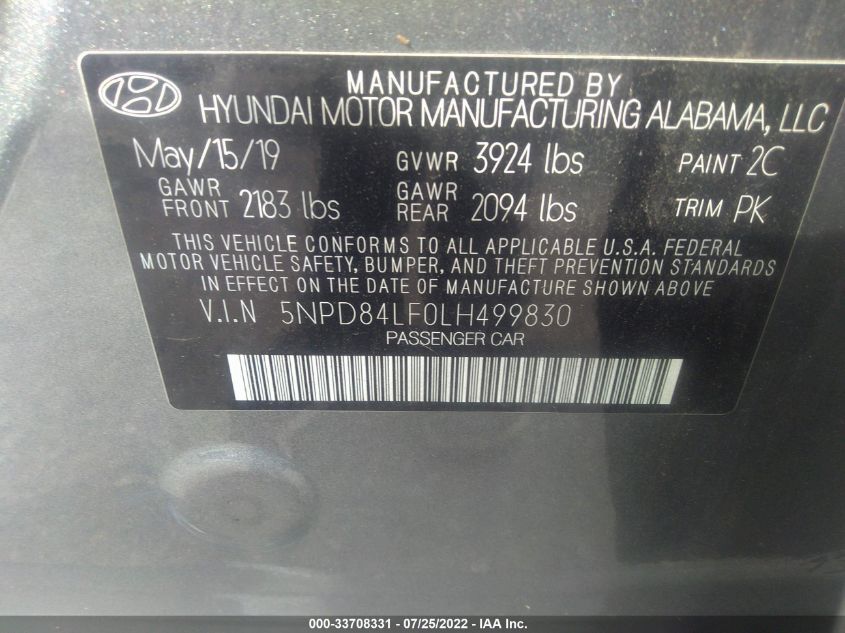 MANUFACTURED BY
HYUNDAI MOTOR MANUFACTURING ALABAMA, LLC
May/15/19 GVWR 3924 lbs PAINT 2C
GAWR FRONT 2183 lbs GAWR REAR 2094 lbs TRIM PK
THIS VEHICLE CONFORMS TO ALL APPLICABLE U.S.A. FEDERAL
MOTOR VEHICLE SAFETY, BUMPER, AND THEFT PREVENTION STANDARDS
IN EFFECT ON THE DATE OF MANUFACTURE SHOWN ABOVE
V.I.N 5NPD84LF0LH499830
PASSENGER CAR
000-33708331 - 07/25/2022 - IAA Inc.